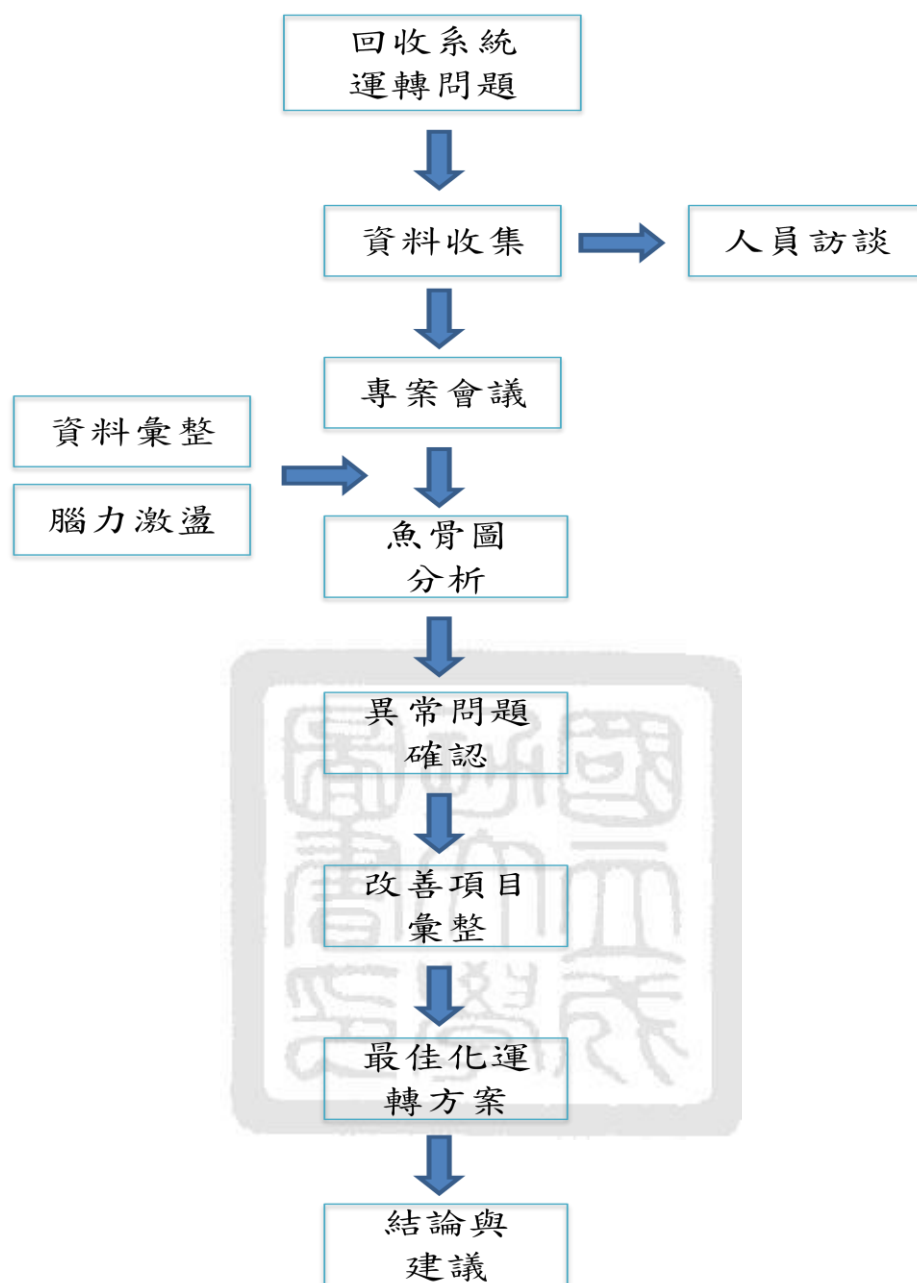 回收系統
運轉問題
資料收集
人員訪談
專案會議
資料彙整
腦力激盪
魚骨圖
分析
異常問題
確認
改善項目
彙整
最佳化運
轉方案
結論與
建議